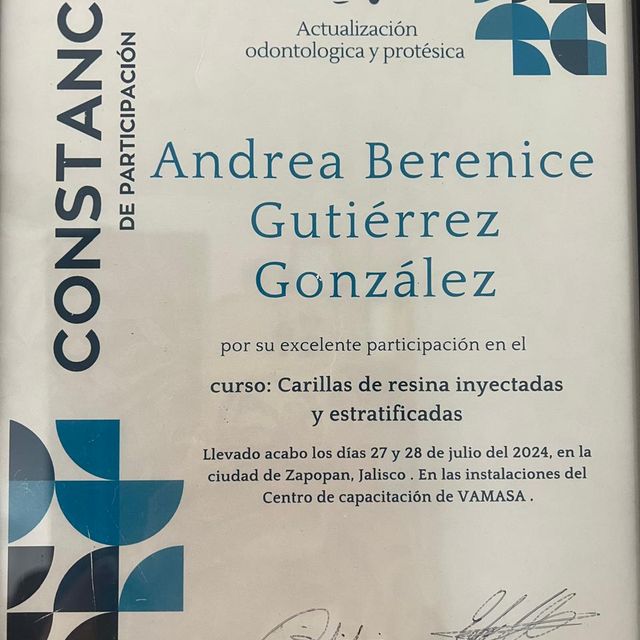 CONSTANC
DE PARTICIPACIÓN
Actualización
odontologica y protésica
Andrea Berenice
Gutiérrez
González
por su excelente participación en el
curso: Carillas de resina inyectadas
y estratificadas
Llevado acabo los días 27 y 28 de julio del 2024, en la
ciudad de Zapopan, Jalisco . En las instalaciones del
Centro de capacitación de VAMASA .